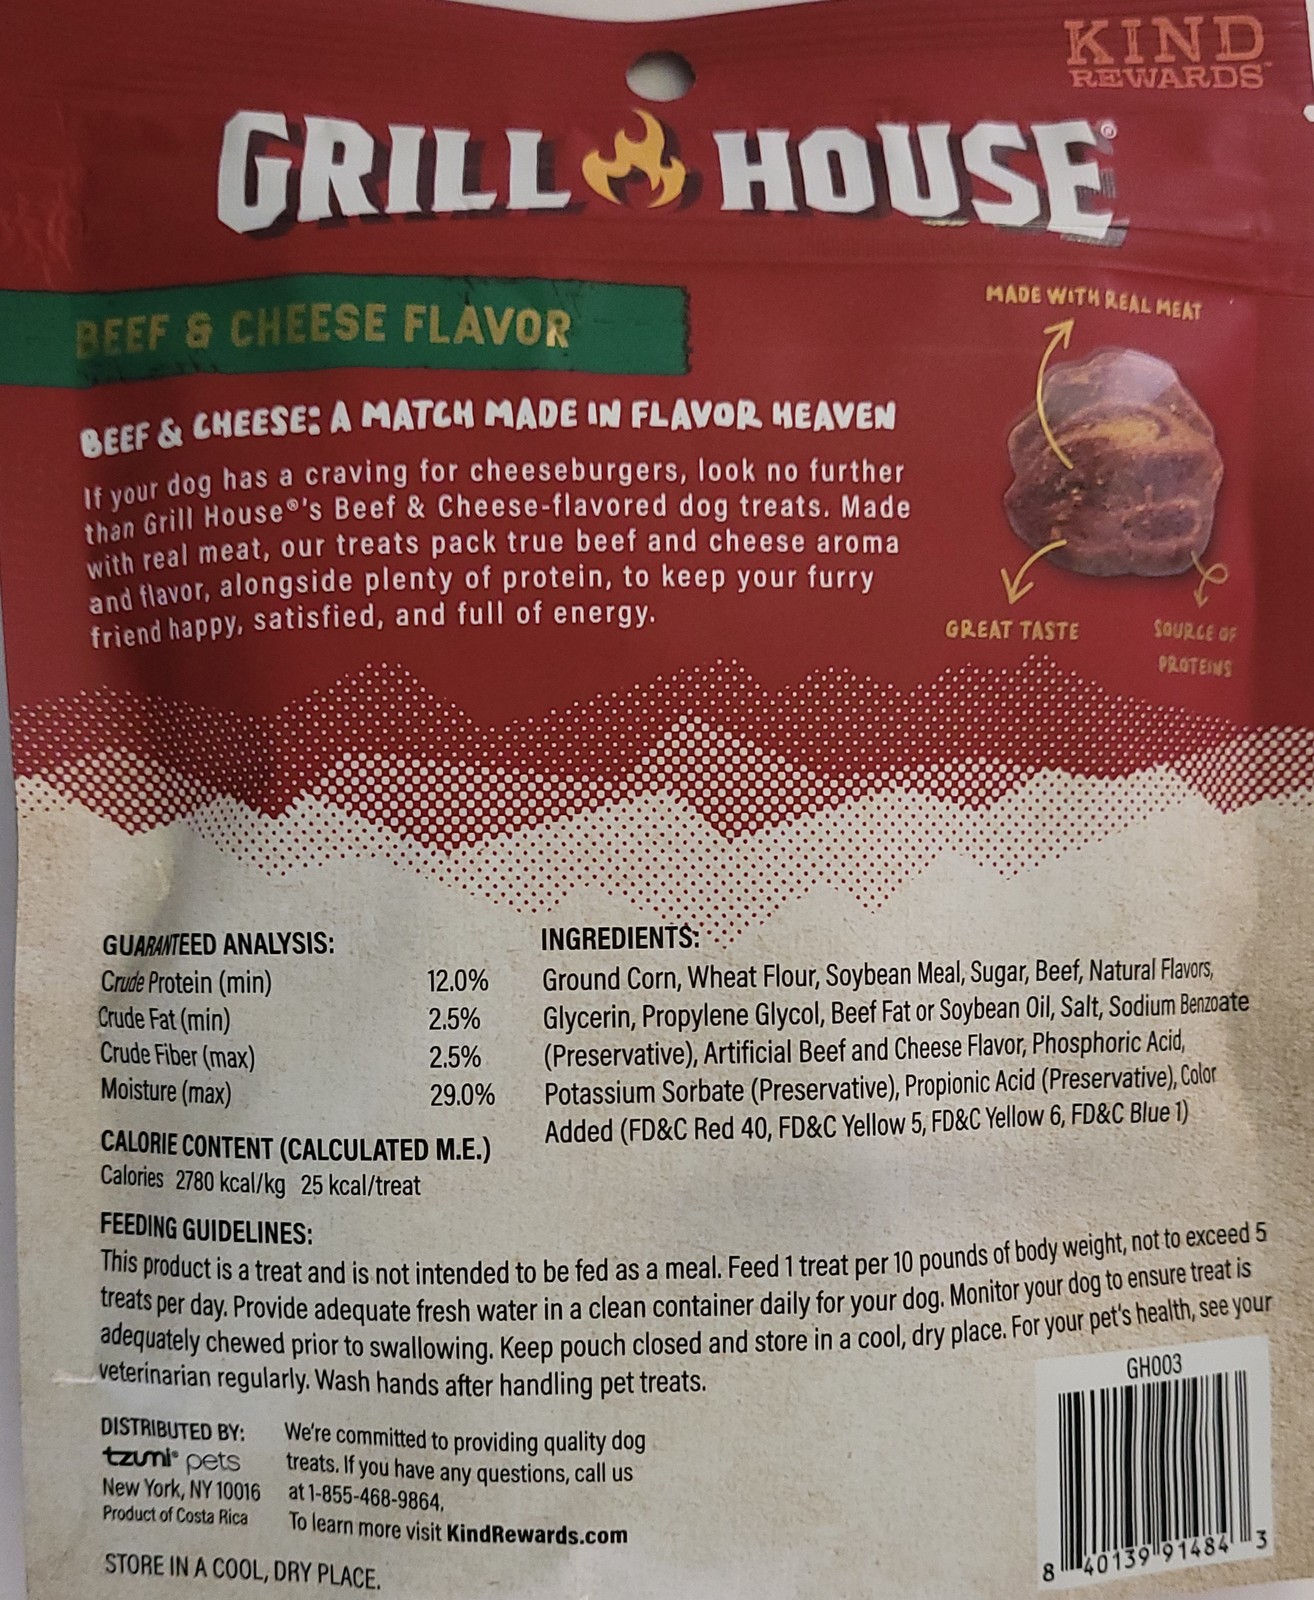 KIND
REWARDS™
GRILL HOUSE®
BEEF & CHEESE FLAVOR
BEEF & CHEESE: A MATCH MADE IN FLAVOR HEAVEN
If your dog has a craving for cheeseburgers, look no further
than Grill House®'s Beef & Cheese-flavored dog treats. Made
with real meat, our treats pack true beef and cheese aroma
and flavor, alongside plenty of protein, to keep your furry
friend happy, satisfied, and full of energy.
MADE WITH REAL MEAT
GREAT TASTE
SOURCE OF
PROTEINS
GUARANTEED ANALYSIS:
Crude Protein (min) 12.0%
Crude Fat (min) 2.5%
Crude Fiber (max) 2.5%
Moisture (max) 29.0%
CALORIE CONTENT (CALCULATED M.E.)
Calories 2780 kcal/kg 25 kcal/treat
INGREDIENTS:
Ground Corn, Wheat Flour, Soybean Meal, Sugar, Beef, Natural Flavors,
Glycerin, Propylene Glycol, Beef Fat or Soybean Oil, Salt, Sodium Benzoate
(Preservative), Artificial Beef and Cheese Flavor, Phosphoric Acid,
Potassium Sorbate (Preservative), Propionic Acid (Preservative), Color
Added (FD&C Red 40, FD&C Yellow 5, FD&C Yellow 6, FD&C Blue 1)
FEEDING GUIDELINES:
This product is a treat and is not intended to be fed as a meal. Feed 1 treat per 10 pounds of body weight, not to exceed 5
treats per day. Provide adequate fresh water in a clean container daily for your dog. Monitor your dog to ensure treat is
adequately chewed prior to swallowing. Keep pouch closed and store in a cool, dry place. For your pet's health, see your
veterinarian regularly. Wash hands after handling pet treats.
DISTRIBUTED BY:
tzumi® pets
New York, NY 10016
Product of Costa Rica
We're committed to providing quality dog
treats. If you have any questions, call us
at 1-855-468-9864.
To learn more visit KindRewards.com
STORE IN A COOL, DRY PLACE.
GH003
8 40139 91484 3